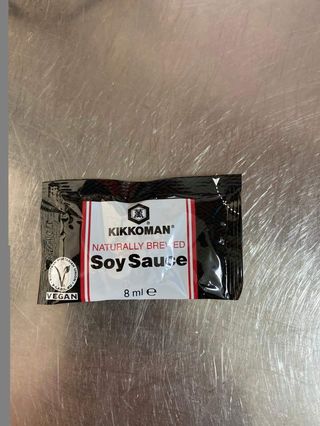 KIKKOMAN®
NATURALLY BREWED
Soy Sauce
8 ml ℮
VEGAN